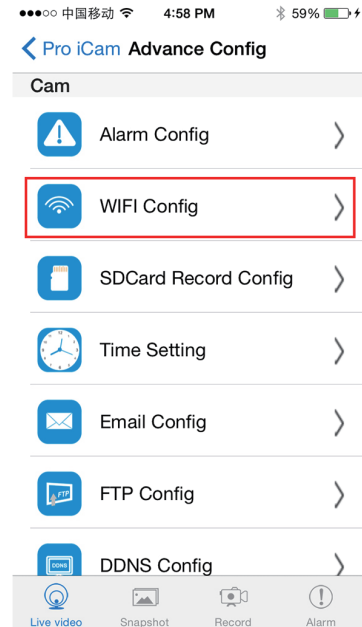 中国移动 4:58 PM 59%
Pro iCam Advance Config
Cam
Alarm Config
WIFI Config
SDCard Record Config
Time Setting
Email Config
FTP
FTP Config
DDNS
DDNS Config
Live video Snapshot Record Alarm